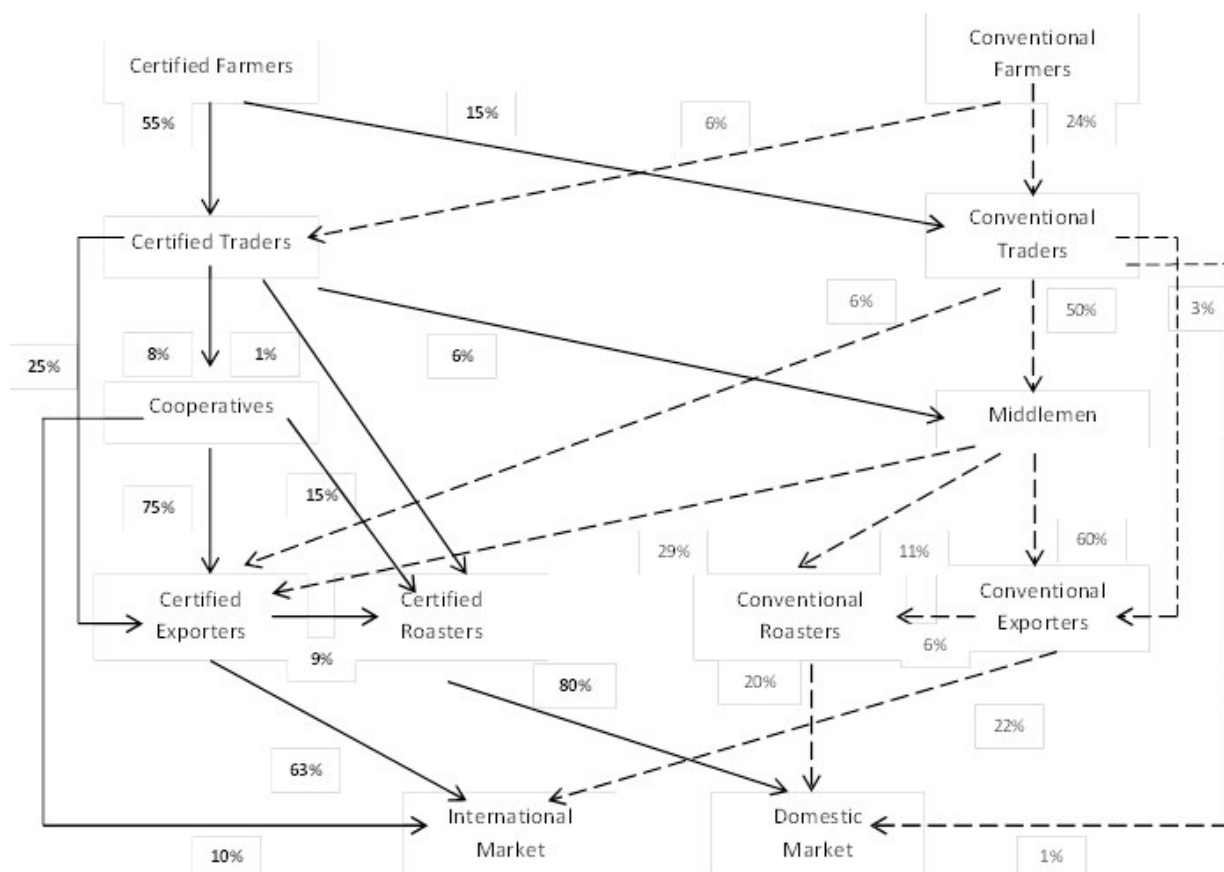 Certified Farmers
Conventional
Farmers
55%
15%
6%
24%
Certified Traders
Conventional
Traders
25%
8%
1%
6%
6%
50%
3%
Cooperatives
Middlemen
75%
15%
29%
11%
60%
Certified
Exporters
Certified
Roasters
Conventional
Roasters
Conventional
Exporters
9%
80%
20%
6%
22%
63%
International
Market
Domestic
Market
10%
1%